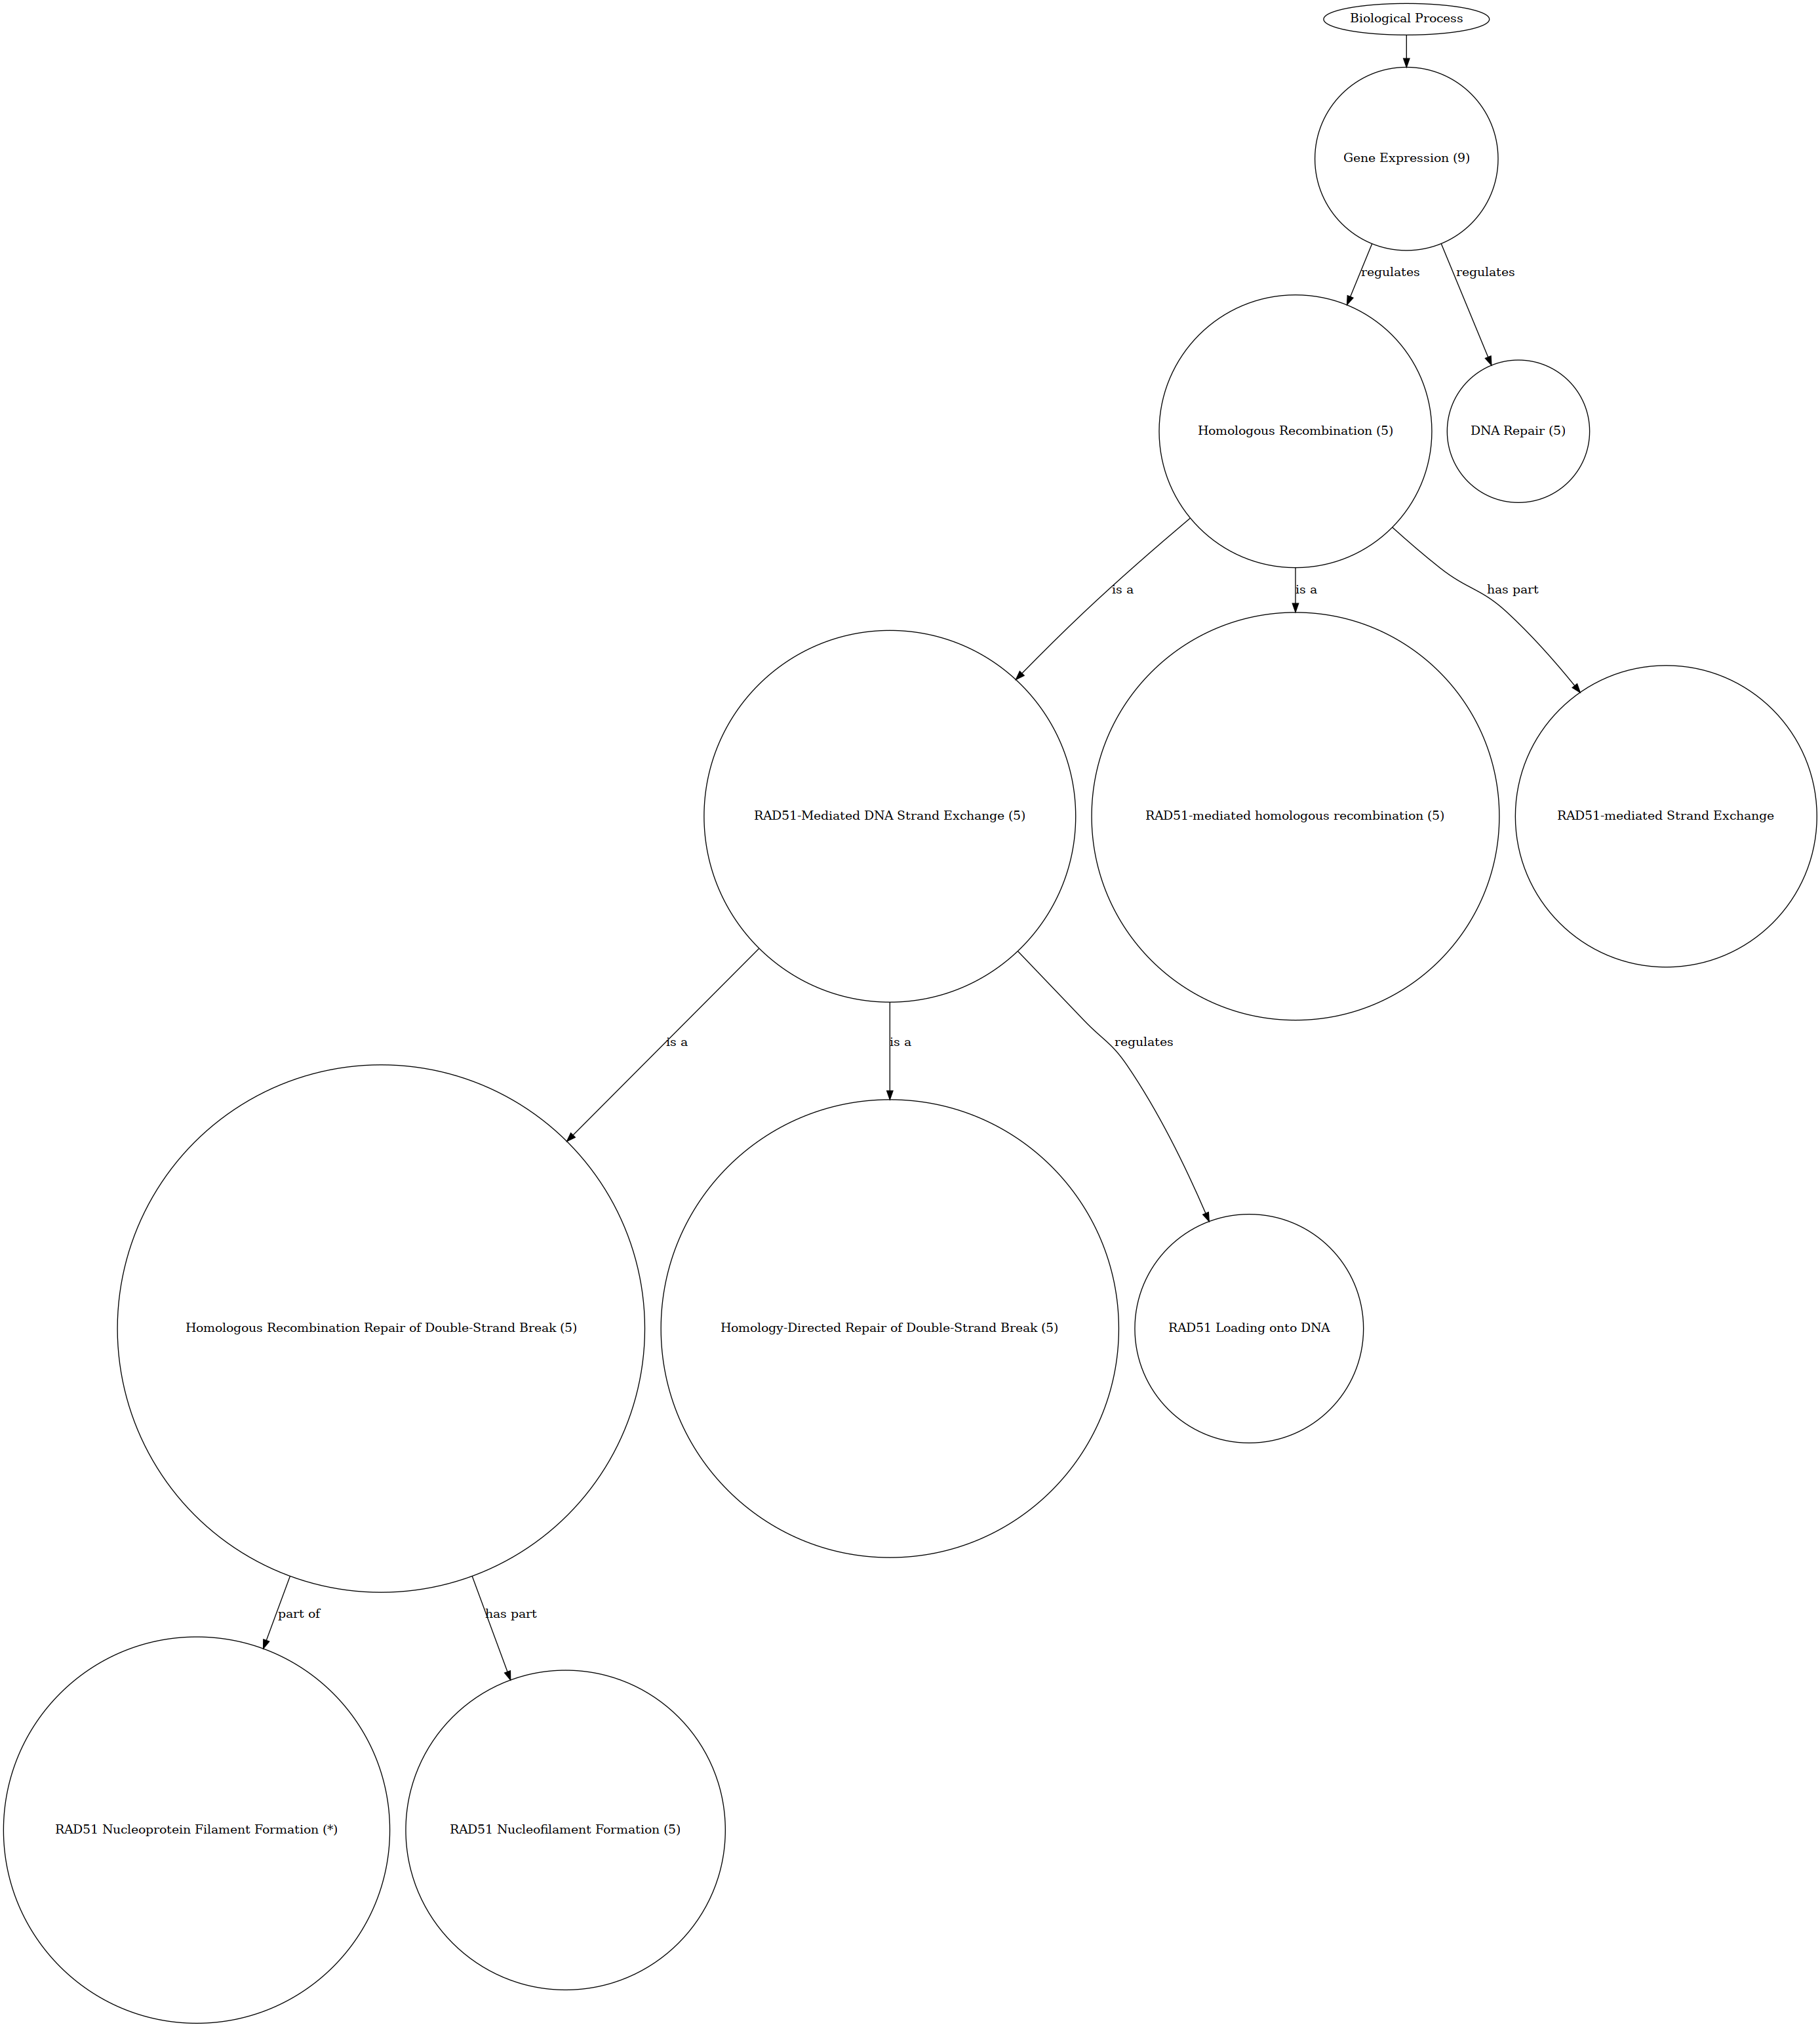 Biological Process
Gene Expression (9)
regulates
regulates
Homologous Recombination (5)
DNA Repair (5)
is a
is a
has part
RAD51-Mediated DNA Strand Exchange (5)
RAD51-mediated homologous recombination (5)
RAD51-mediated Strand Exchange
is a
is a
regulates
Homologous Recombination Repair of Double-Strand Break (5)
Homology-Directed Repair of Double-Strand Break (5)
RAD51 Loading onto DNA
part of
has part
RAD51 Nucleoprotein Filament Formation (*)
RAD51 Nucleofilament Formation (5)